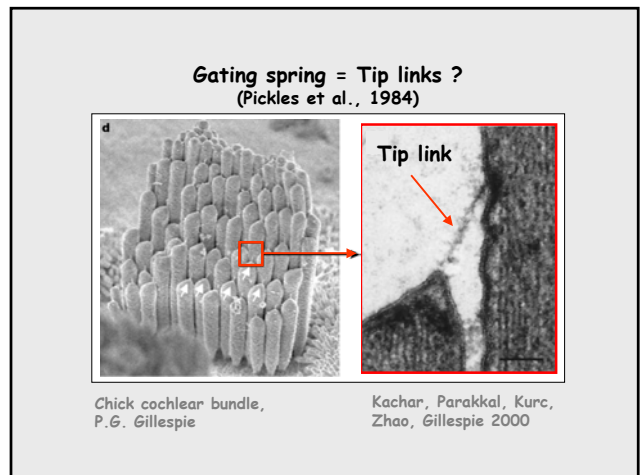 Gating spring = Tip links ?
(Pickles et al., 1984)
d
Tip link
Chick cochlear bundle,
P.G. Gillespie
Kachar, Parakkal, Kurc,
Zhao, Gillespie 2000